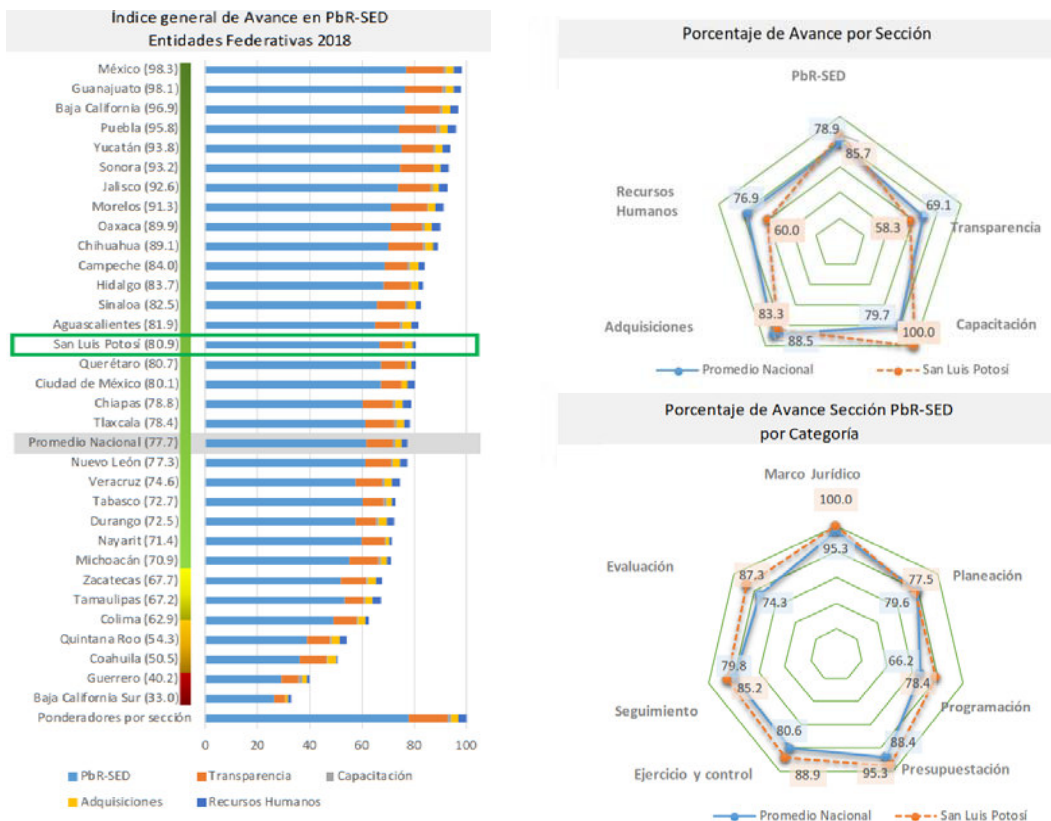 Índice general de Avance en PbR-SED
Entidades Federativas 2018
México (98.3)
Guanajuato (98.1)
Baja California (96.9)
Puebla (95.8)
Yucatán (93.8)
Sonora (93.2)
Jalisco (92.6)
Morelos (91.3)
Oaxaca (89.9)
Chihuahua (89.1)
Campeche (84.0)
Hidalgo (83.7)
Sinaloa (82.5)
Aguascalientes (81.9)
San Luis Potosí (80.9)
Querétaro (80.7)
Ciudad de México (80.1)
Chiapas (78.8)
Tlaxcala (78.4)
Promedio Nacional (77.7)
Nuevo León (77.3)
Veracruz (74.6)
Tabasco (72.7)
Durango (72.5)
Nayarit (71.4)
Michoacán (70.9)
Zacatecas (67.7)
Tamaulipas (67.2)
Colima (62.9)
Quintana Roo (54.3)
Coahuila (50.5)
Guerrero (40.2)
Baja California Sur (33.0)
Ponderadores por sección
0 20 40 60 80 100
PbR-SED Transparencia Capacitación
Adquisiciones Recursos Humanos
Porcentaje de Avance por Sección
PbR-SED
78.9
85.7
Recursos
Humanos
76.9
69.1
60.0
58.3
Transparencia
Adquisiciones
83.3
88.5
79.7
100.0
Capacitación
Promedio Nacional San Luis Potosí
Porcentaje de Avance Sección PbR-SED
por Categoría
Marco Jurídico
100.0
95.3
Evaluación
87.3
74.3
77.5
79.6
Planeación
79.8
85.2
66.2
78.4
Seguimiento
Programación
80.6
88.9
88.4
95.3
Ejercicio y control
Presupuestación
Promedio Nacional San Luis Potosí